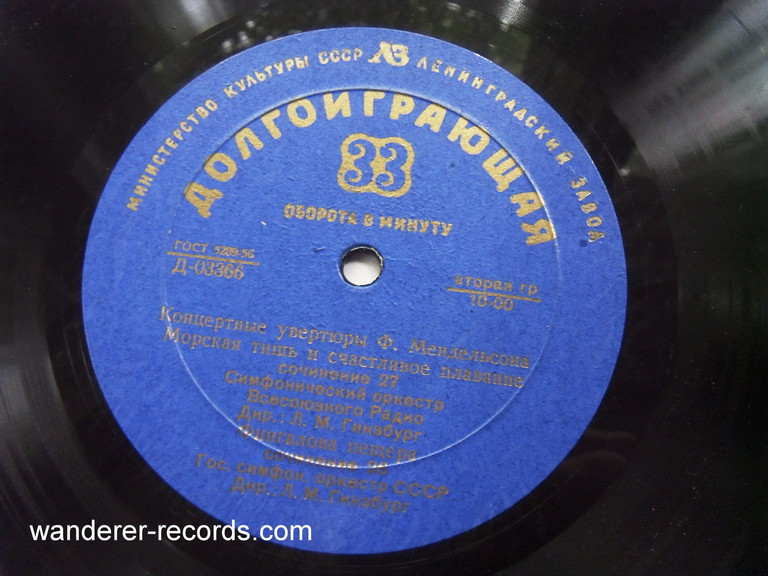 МИНИСТЕРСТВО КУЛЬТУРЫ СССР ЛЗ ЛЕНИНГРАДСКИЙ ЗАВОД
ДОЛГОИГРАЮЩАЯ
33
ОБОРОТА В МИНУТУ
ГОСТ 5289-56
Д-03366
вторая гр
10-00
Концертные увертюры Ф. Мендельсона
Морская тишь и счастливое плавание
сочинение 27
Симфонический оркестр
Всесоюзного Радио
Дир.: Л. М. Гинзбург
Фингалова пещера
сочинение 26
Гос. симфон. оркестр СССР
Дир.: Л. М. Гинзбург
wanderer-records.com